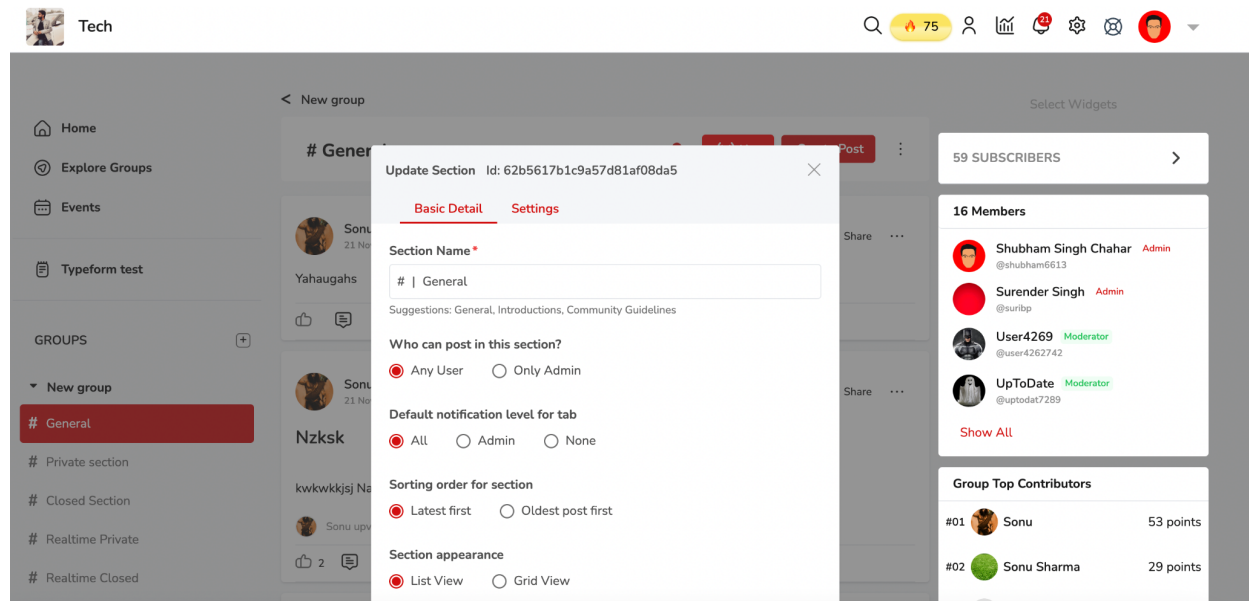 Tech
75
21
< New group
Select Widgets
Home
Explore Groups
Events
Typeform test
GROUPS
New group
# General
# Private section
# Closed Section
# Realtime Private
# Realtime Closed
# Gener
Post
Sonu
21 No
Share
Yahaugahs
Sonu
21 No
Share
Nzksk
kwkwkkjsj Na
Sonu upv
2
Update Section Id: 62b5617b1c9a57d81af08da5
Basic Detail Settings
Section Name*
# | General
Suggestions: General, Introductions, Community Guidelines
Who can post in this section?
Any User Only Admin
Default notification level for tab
All Admin None
Sorting order for section
Latest first Oldest post first
Section appearance
List View Grid View
59 SUBSCRIBERS
16 Members
Shubham Singh Chahar Admin
@shubham6613
Surender Singh Admin
@suribp
User4269 Moderator
@user4262742
UpToDate Moderator
@uptodat7289
Show All
Group Top Contributors
#01 Sonu 53 points
#02 Sonu Sharma 29 points